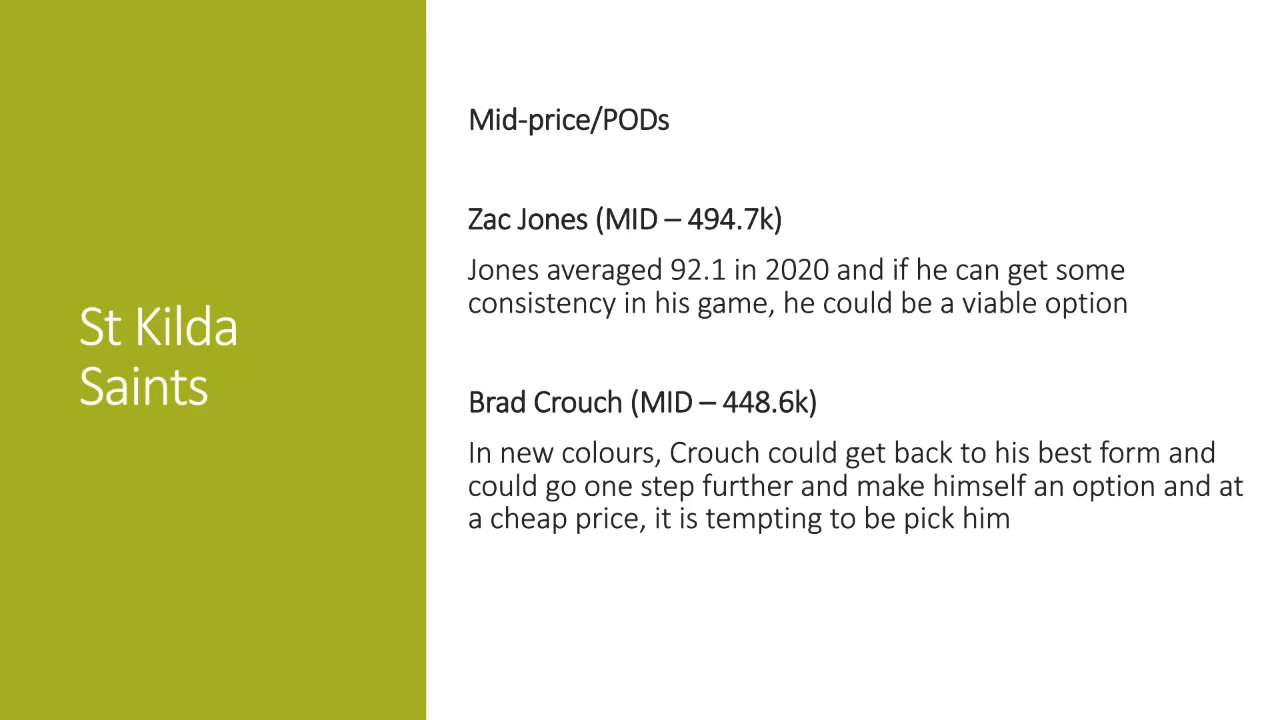 St Kilda
Saints
Mid-price/PODs
Zac Jones (MID – 494.7k)
Jones averaged 92.1 in 2020 and if he can get some
consistency in his game, he could be a viable option
Brad Crouch (MID – 448.6k)
In new colours, Crouch could get back to his best form and
could go one step further and make himself an option and at
a cheap price, it is tempting to be pick him